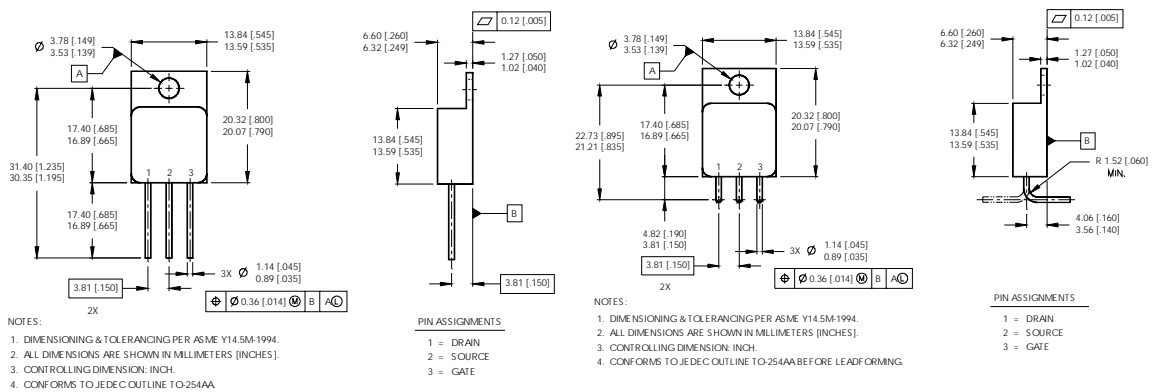 Ø 3.78 [.149]
3.53 [.139]
13.84 [.545]
13.59 [.535]
A
17.40 [.685]
16.89 [.665]
20.32 [.800]
20.07 [.790]
31.40 [1.235]
30.35 [1.195]
1 2 3
17.40 [.685]
16.89 [.665]
3X Ø 1.14 [.045]
0.89 [.035]
3.81 [.150]
2X
⌖ Ø 0.36 [.014] Ⓜ B A Ⓛ
NOTES:
1. DIMENSIONING & TOLERANCING PER ASME Y14.5M-1994.
2. ALL DIMENSIONS ARE SHOWN IN MILLIMETERS [INCHES].
3. CONTROLLING DIMENSION: INCH.
4. CONFORMS TO JEDEC OUTLINE TO-254AA.
⏥ 0.12 [.005]
6.60 [.260]
6.32 [.249]
1.27 [.050]
1.02 [.040]
13.84 [.545]
13.59 [.535]
B
3.81 [.150]
PIN ASSIGNMENTS
1 = DRAIN
2 = SOURCE
3 = GATE
Ø 3.78 [.149]
3.53 [.139]
13.84 [.545]
13.59 [.535]
A
17.40 [.685]
16.89 [.665]
20.32 [.800]
20.07 [.790]
22.73 [.895]
21.21 [.835]
1 2 3
4.82 [.190]
3.81 [.150]
3X Ø 1.14 [.045]
0.89 [.035]
3.81 [.150]
2X
⌖ Ø 0.36 [.014] Ⓜ B A Ⓛ
NOTES:
1. DIMENSIONING & TOLERANCING PER ASME Y14.5M-1994.
2. ALL DIMENSIONS ARE SHOWN IN MILLIMETERS [INCHES].
3. CONTROLLING DIMENSION: INCH.
4. CONFORMS TO JEDEC OUTLINE TO-254AA BEFORE LEADFORMING.
⏥ 0.12 [.005]
6.60 [.260]
6.32 [.249]
1.27 [.050]
1.02 [.040]
13.84 [.545]
13.59 [.535]
B
R 1.52 [.060]
MIN.
4.06 [.160]
3.56 [.140]
PIN ASSIGNMENTS
1 = DRAIN
2 = SOURCE
3 = GATE